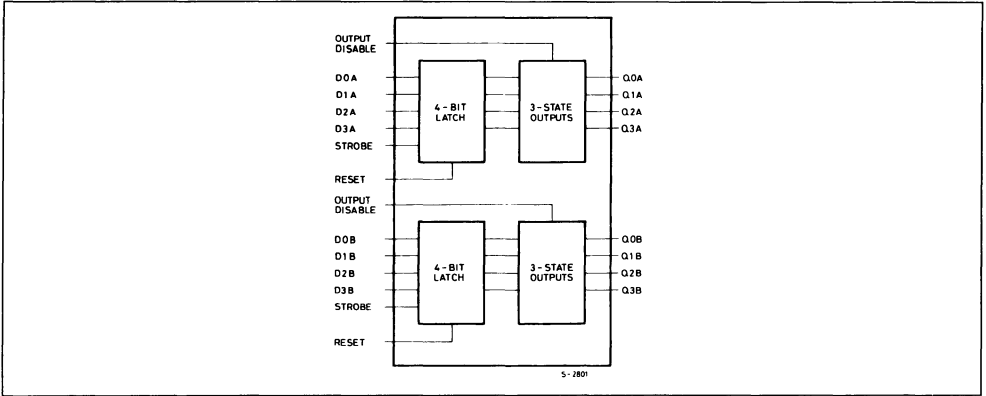 OUTPUT
DISABLE
D0A
D1A
D2A
D3A
STROBE
RESET
4-BIT
LATCH
3-STATE
OUTPUTS
Q0A
Q1A
Q2A
Q3A
OUTPUT
DISABLE
D0B
D1B
D2B
D3B
STROBE
RESET
4-BIT
LATCH
3-STATE
OUTPUTS
Q0B
Q1B
Q2B
Q3B
S-2801